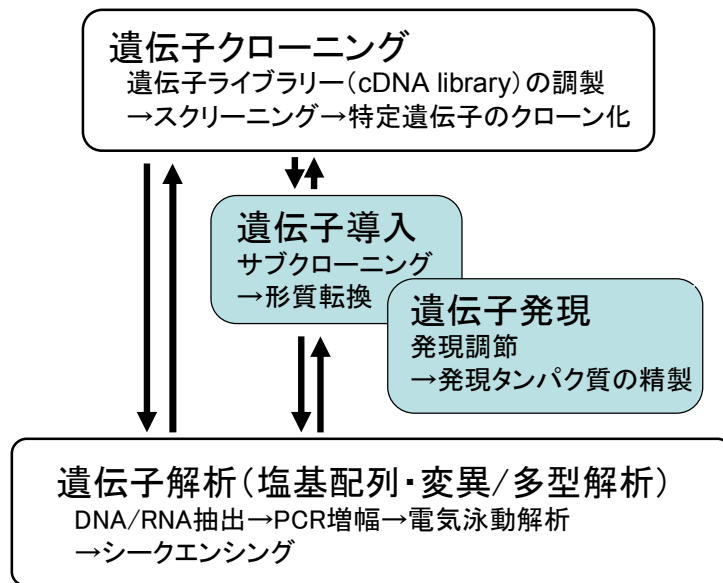 遺伝子クローニング
遺伝子ライブラリー(cDNA library)の調製
→スクリーニング→特定遺伝子のクローン化
遺伝子導入
サブクローニング
→形質転換
遺伝子発現
発現調節
→発現タンパク質の精製
遺伝子解析(塩基配列・変異/多型解析)
DNA/RNA抽出→PCR増幅→電気泳動解析
→シークエンシング